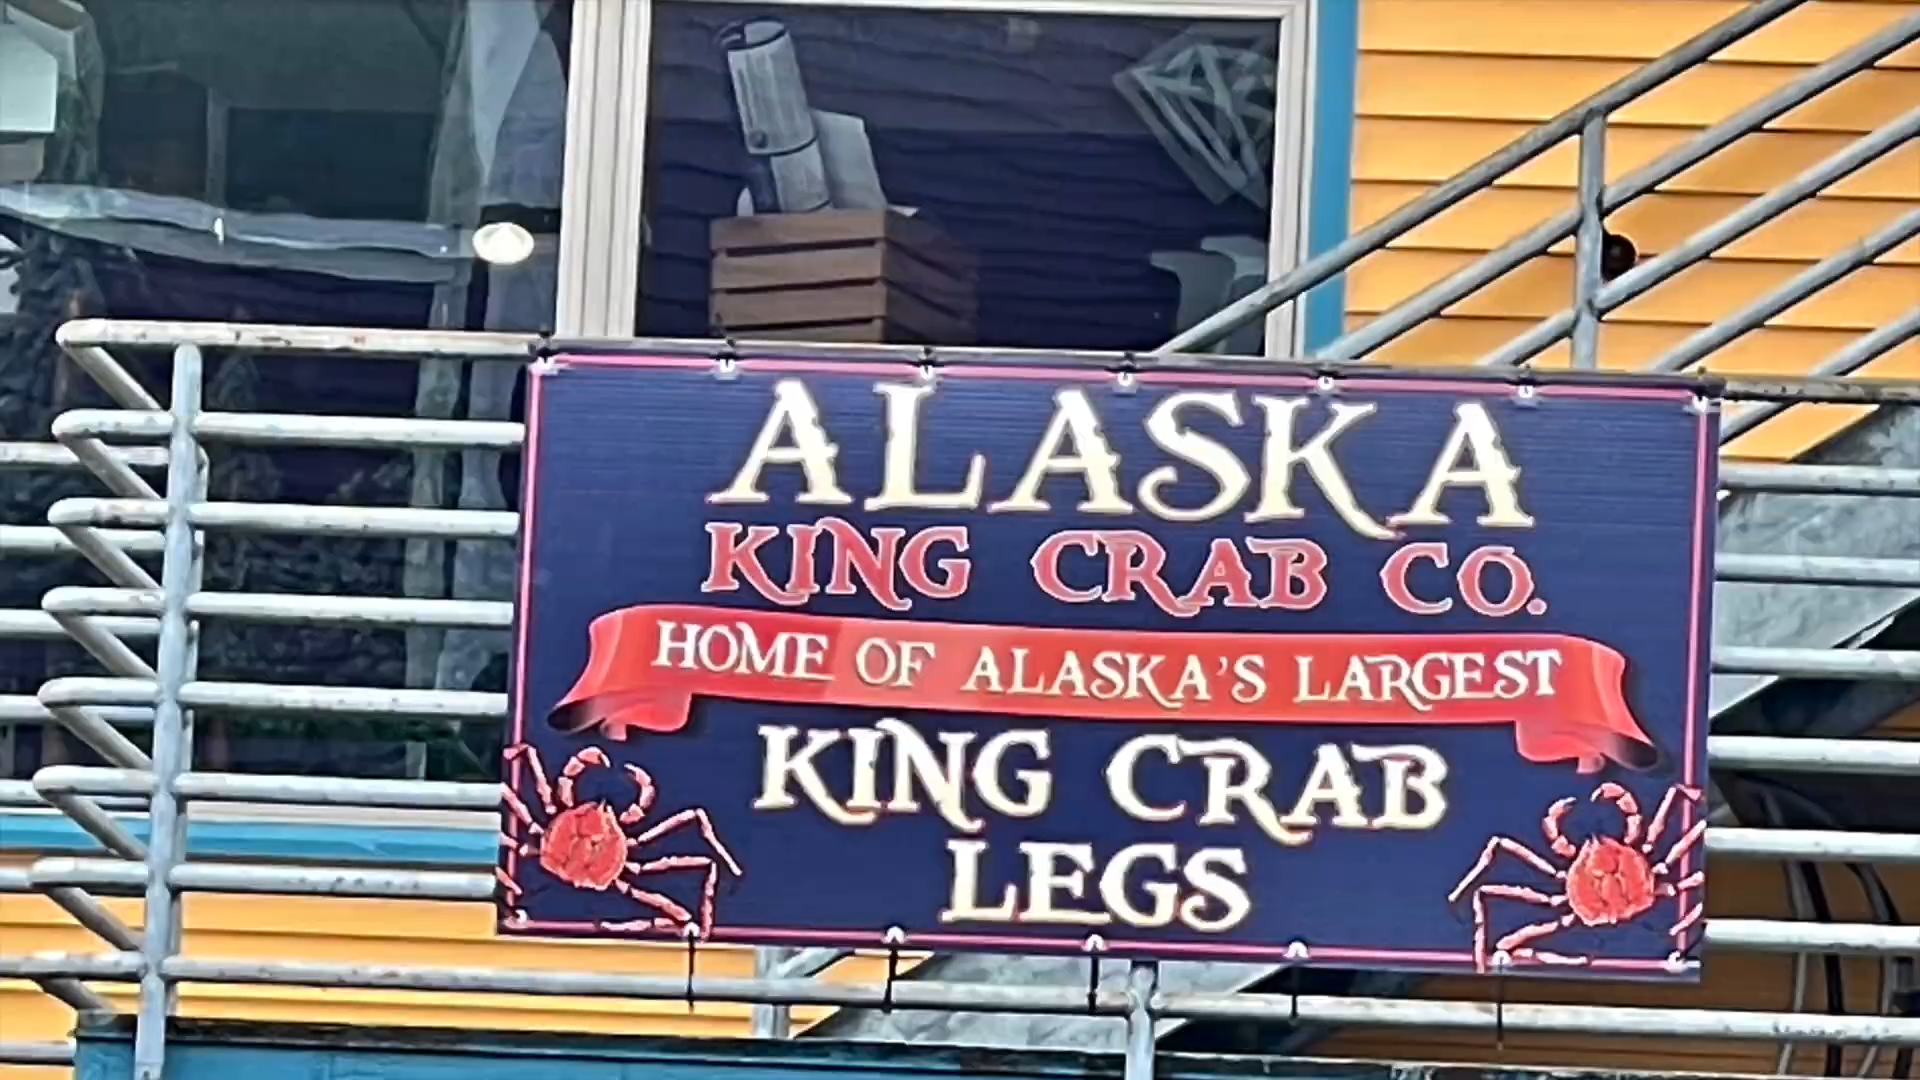 ALASKA
KING CRAB CO.
HOME OF ALASKA'S LARGEST
KING CRAB
LEGS